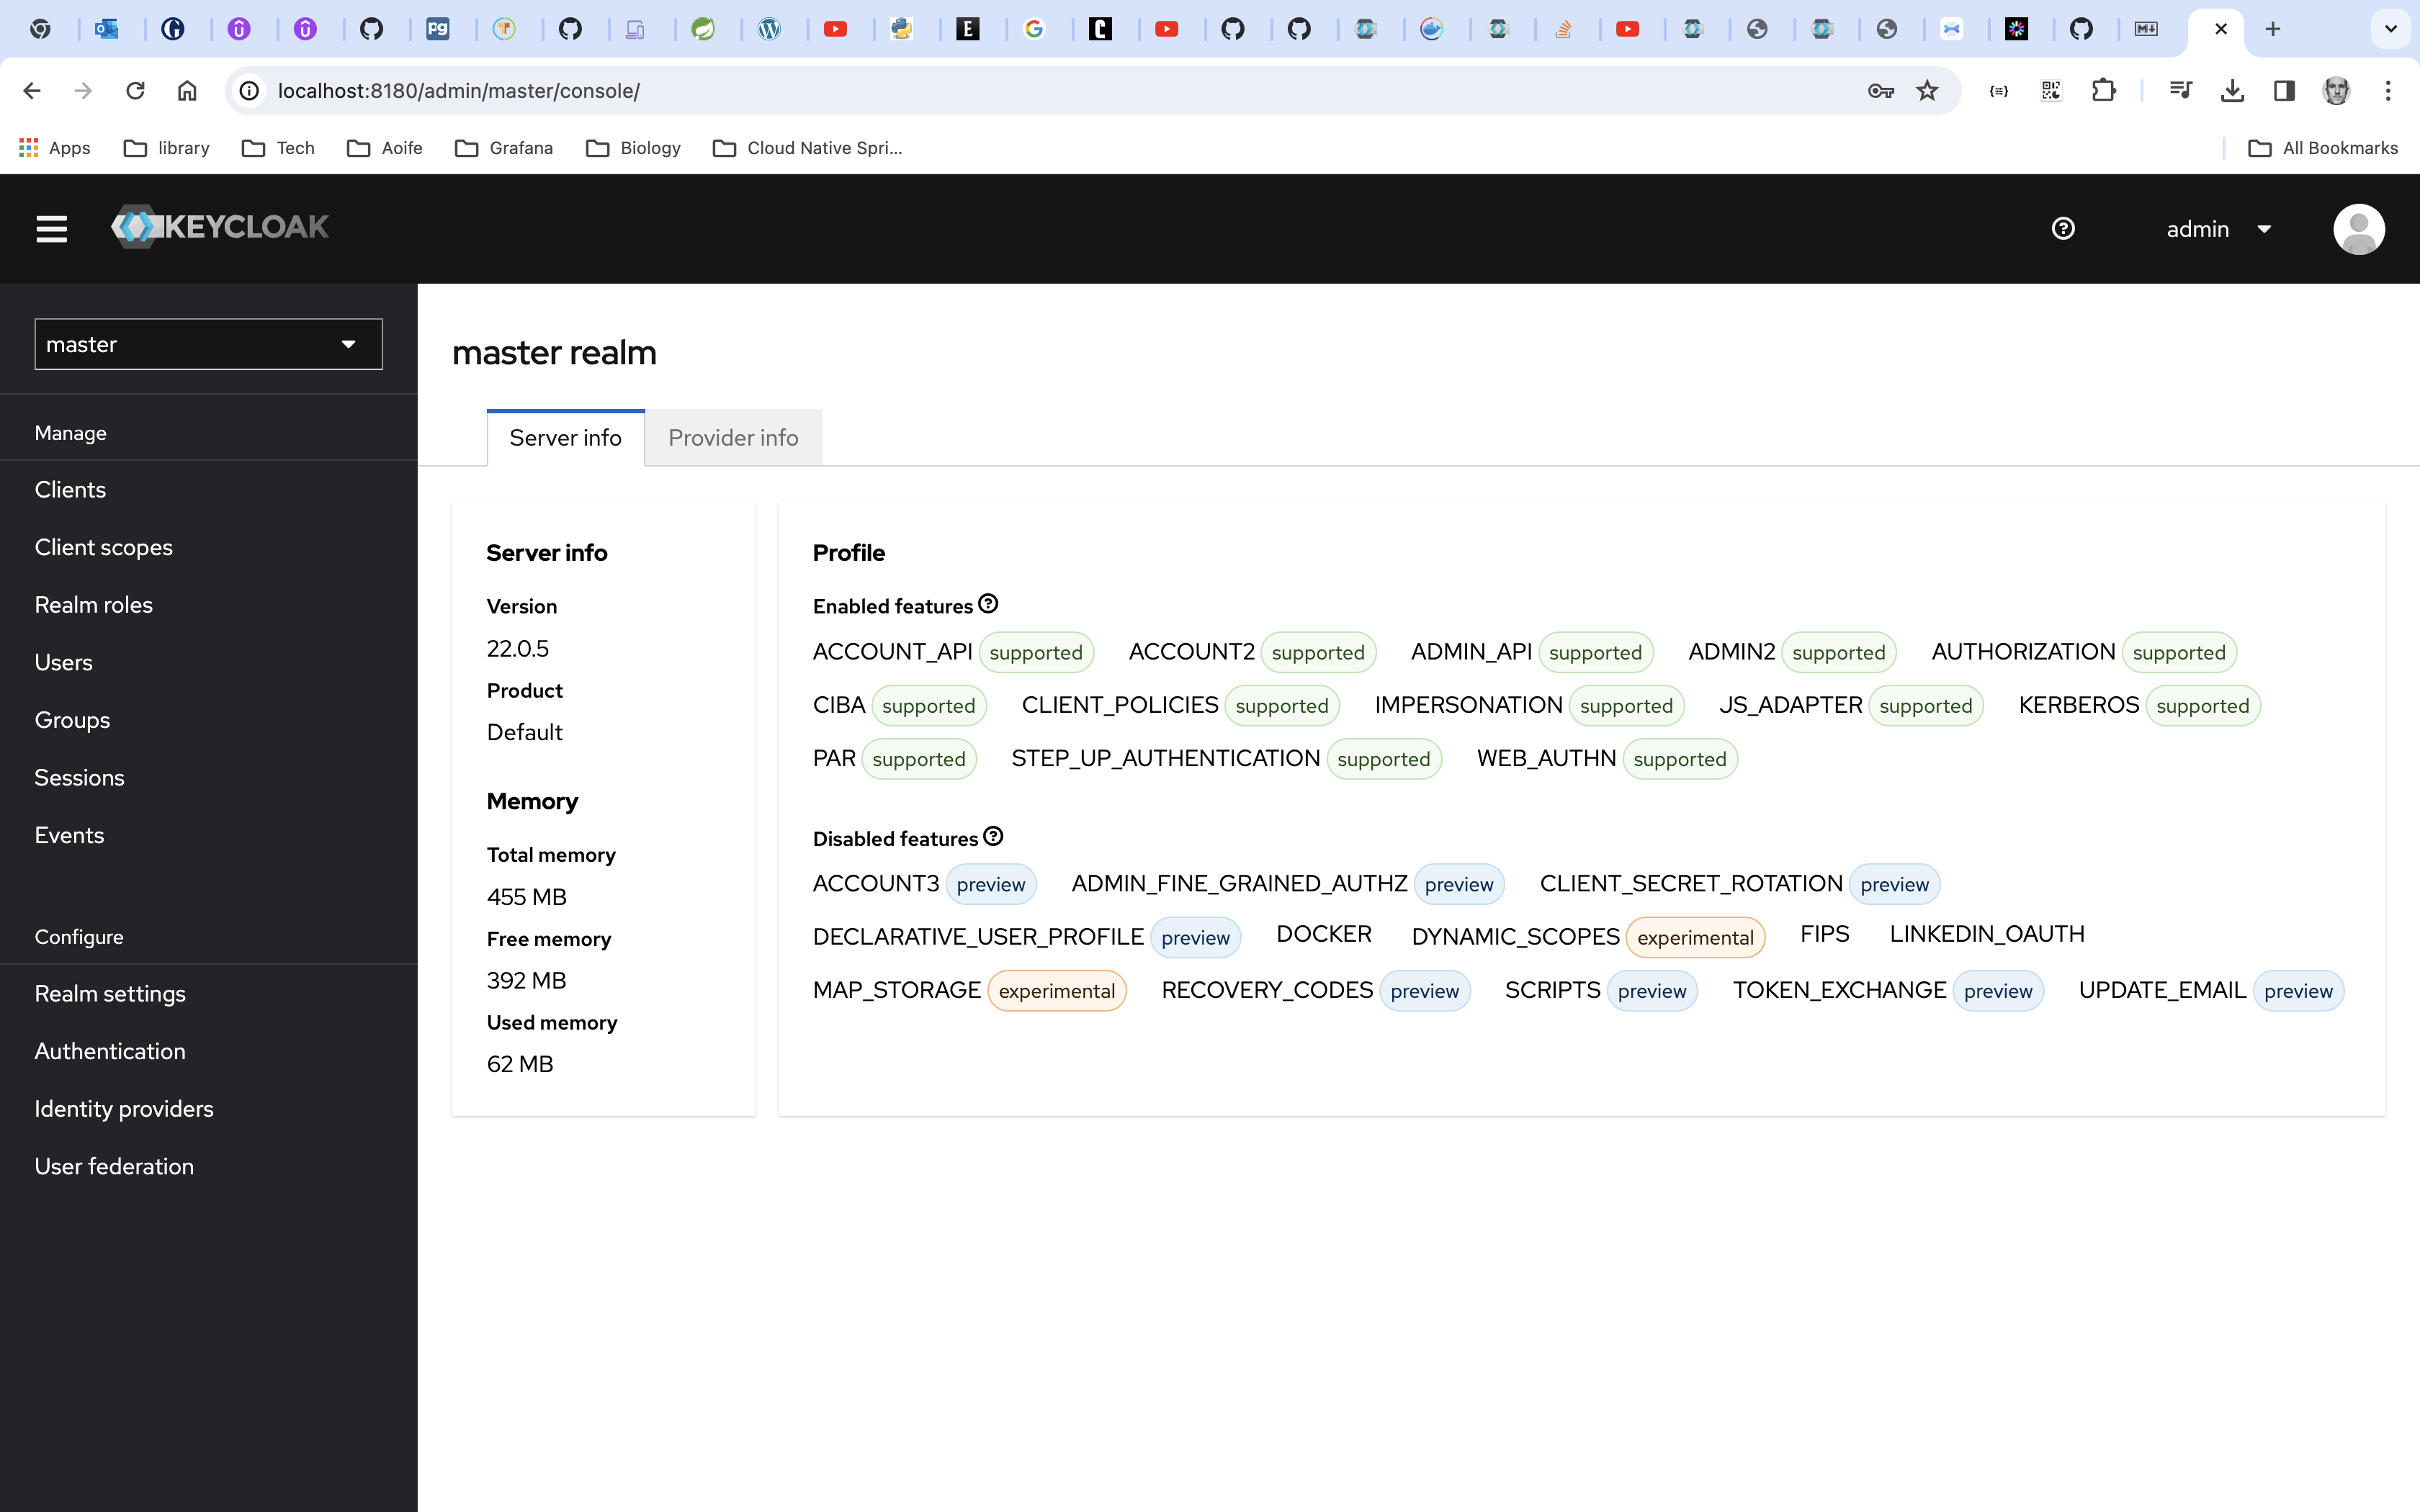 localhost:8180/admin/master/console/
Apps library Tech Aoife Grafana Biology Cloud Native Spri... All Bookmarks
KEYCLOAK admin
master
Manage
Clients
Client scopes
Realm roles
Users
Groups
Sessions
Events
Configure
Realm settings
Authentication
Identity providers
User federation
master realm
Server info Provider info
Server info
Version
22.0.5
Product
Default
Memory
Total memory
455 MB
Free memory
392 MB
Used memory
62 MB
Profile
Enabled features
ACCOUNT_API supported ACCOUNT2 supported ADMIN_API supported ADMIN2 supported AUTHORIZATION supported
CIBA supported CLIENT_POLICIES supported IMPERSONATION supported JS_ADAPTER supported KERBEROS supported
PAR supported STEP_UP_AUTHENTICATION supported WEB_AUTHN supported
Disabled features
ACCOUNT3 preview ADMIN_FINE_GRAINED_AUTHZ preview CLIENT_SECRET_ROTATION preview
DECLARATIVE_USER_PROFILE preview DOCKER DYNAMIC_SCOPES experimental FIPS LINKEDIN_OAUTH
MAP_STORAGE experimental RECOVERY_CODES preview SCRIPTS preview TOKEN_EXCHANGE preview UPDATE_EMAIL preview